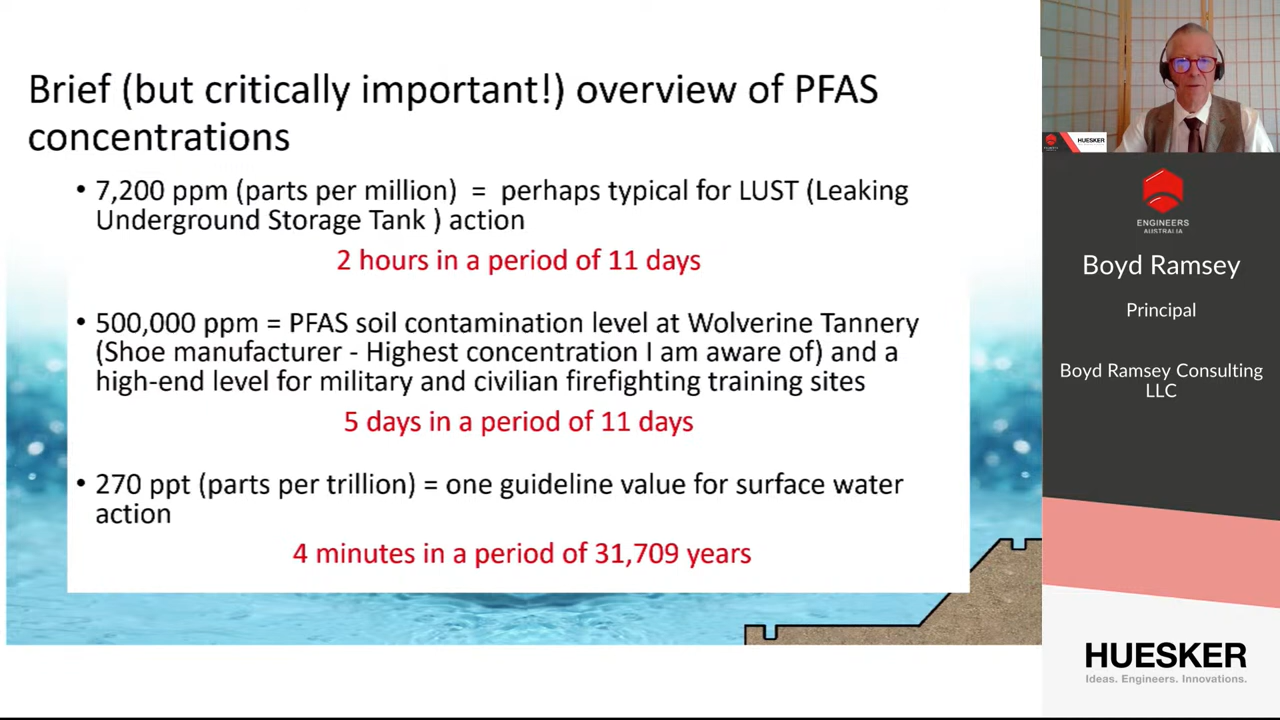 Brief (but critically important!) overview of PFAS
concentrations
• 7,200 ppm (parts per million) = perhaps typical for LUST (Leaking
Underground Storage Tank ) action
2 hours in a period of 11 days
• 500,000 ppm = PFAS soil contamination level at Wolverine Tannery
(Shoe manufacturer - Highest concentration I am aware of) and a
high-end level for military and civilian firefighting training sites
5 days in a period of 11 days
• 270 ppt (parts per trillion) = one guideline value for surface water
action
4 minutes in a period of 31,709 years
HUESKER
ENGINEERS
AUSTRALIA
Boyd Ramsey
Principal
Boyd Ramsey Consulting
LLC
HUESKER
Ideas. Engineers. Innovations.